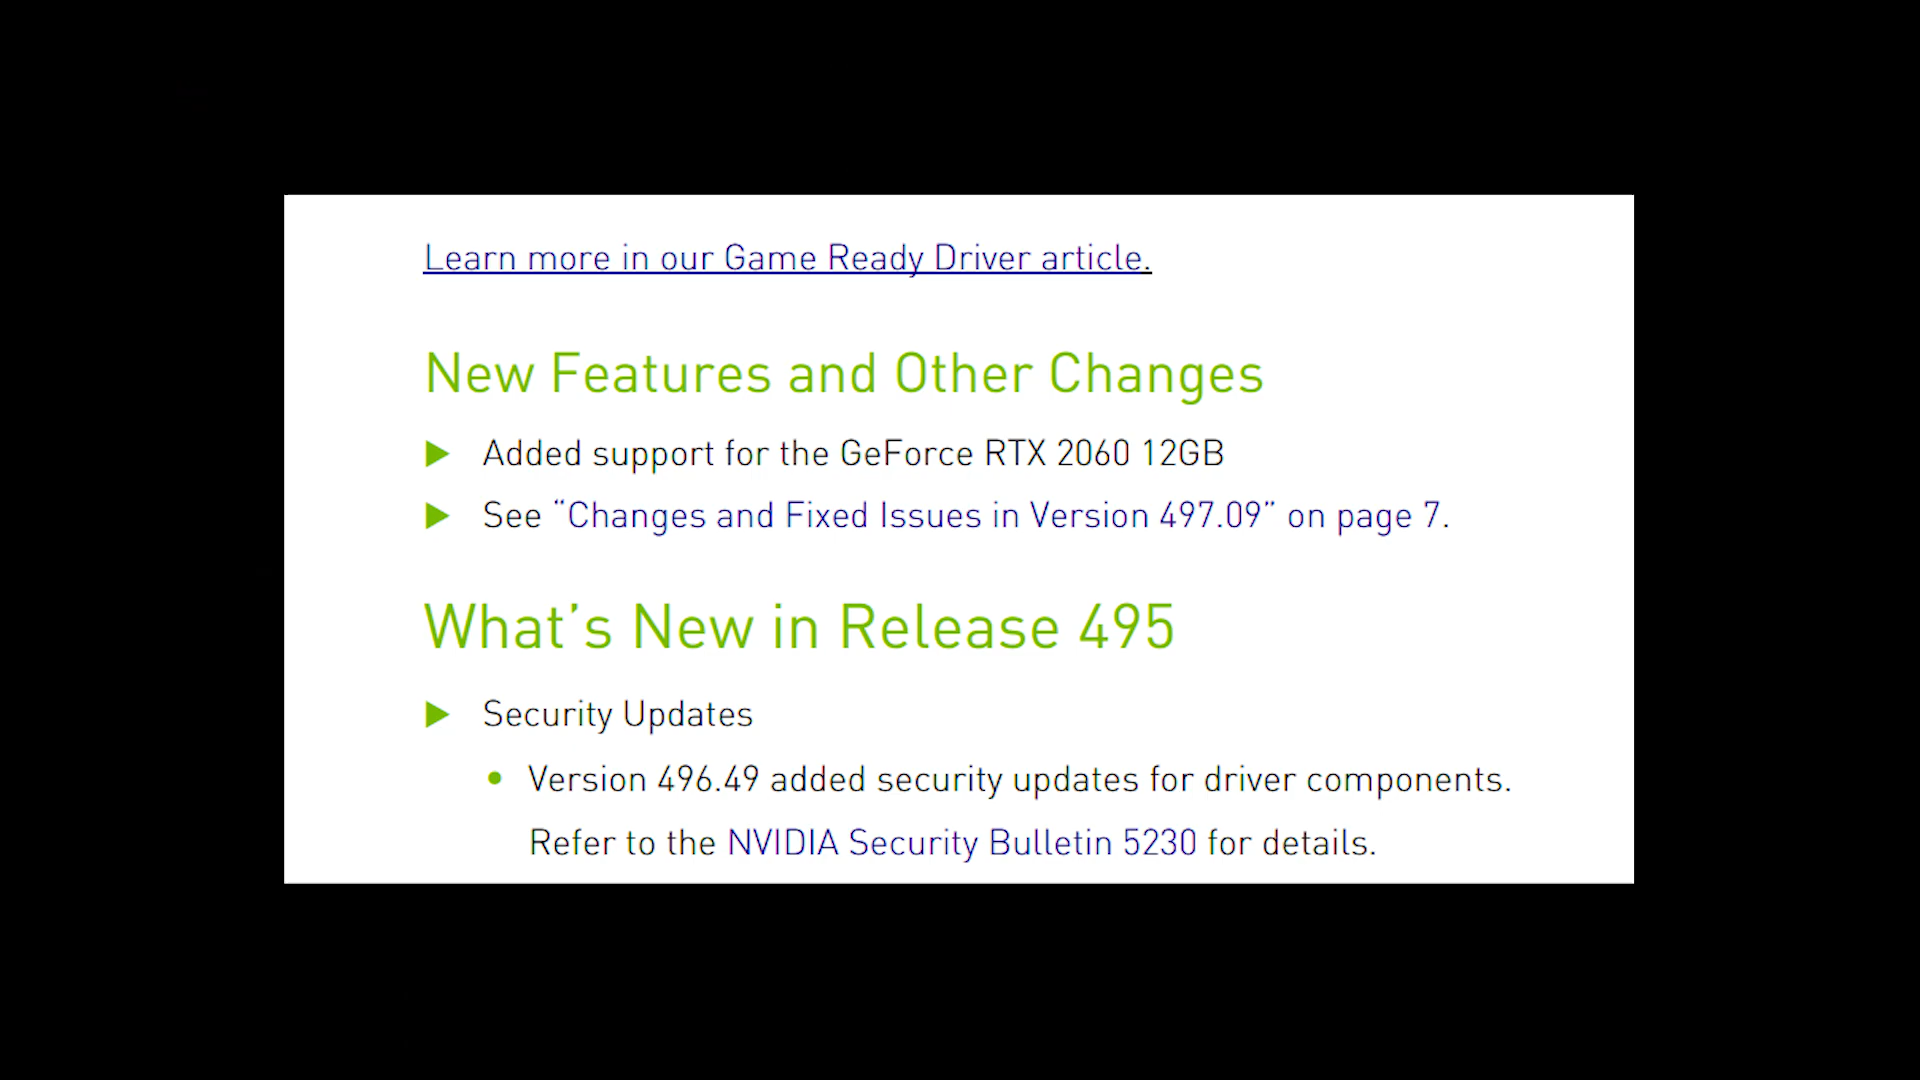 Learn more in our Game Ready Driver article.
New Features and Other Changes
Added support for the GeForce RTX 2060 12GB
See “Changes and Fixed Issues in Version 497.09” on page 7.
What’s New in Release 495
Security Updates
Version 496.49 added security updates for driver components.
Refer to the NVIDIA Security Bulletin 5230 for details.